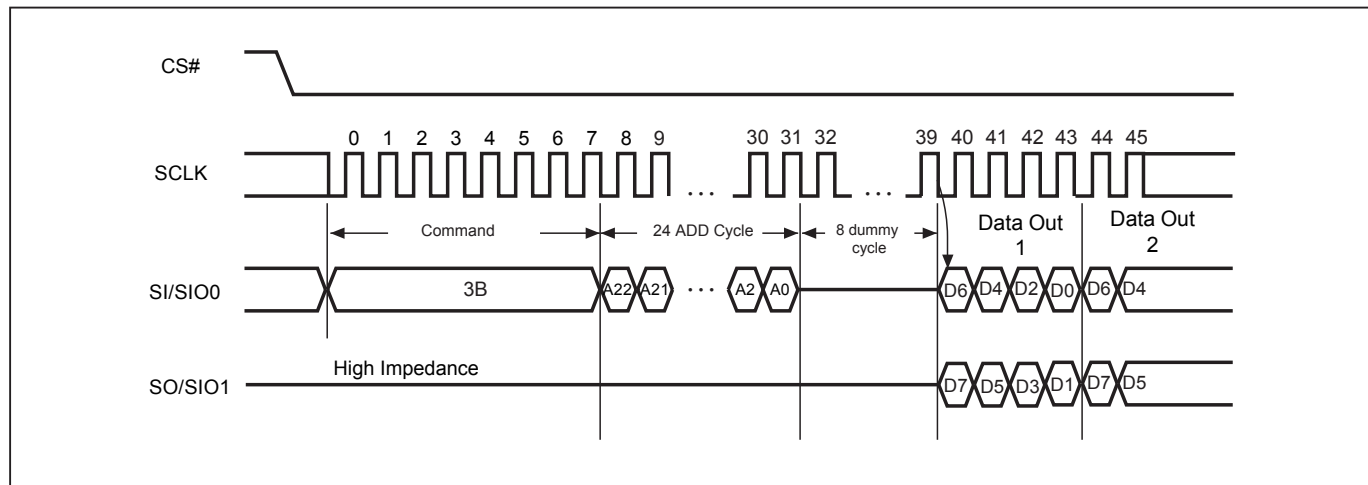 CS#
0 1 2 3 4 5 6 7 8 9 30 31 32 39 40 41 42 43 44 45
SCLK
... ...
Command 24 ADD Cycle 8 dummy cycle Data Out 1 Data Out 2
SI/SIO0 3B A22 A21 ... A2 A0 D6 D4 D2 D0 D6 D4
High Impedance
SO/SIO1 D7 D5 D3 D1 D7 D5